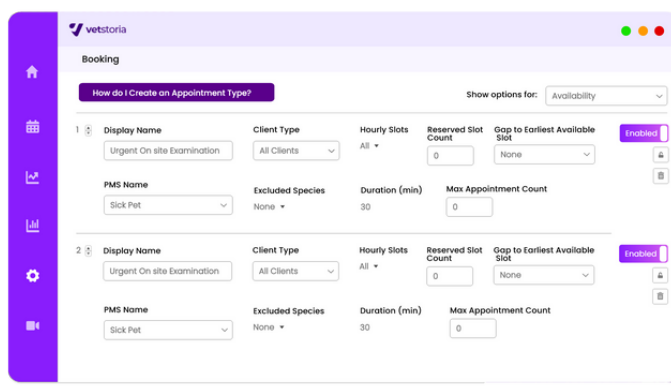 vetstoria
Booking
How do I Create an Appointment Type?
Show options for:
Availability
1
Display Name
Client Type
Hourly Slots
Reserved Slot
Count
Gap to Earliest Available
Slot
Enabled
Urgent On site Examination
All Clients
All
0
None
PMS Name
Excluded Species
Duration (min)
Max Appointment Count
Sick Pet
None
30
0
2
Display Name
Client Type
Hourly Slots
Reserved Slot
Count
Gap to Earliest Available
Slot
Enabled
Urgent On site Examination
All Clients
All
0
None
PMS Name
Excluded Species
Duration (min)
Max Appointment Count
Sick Pet
None
30
0